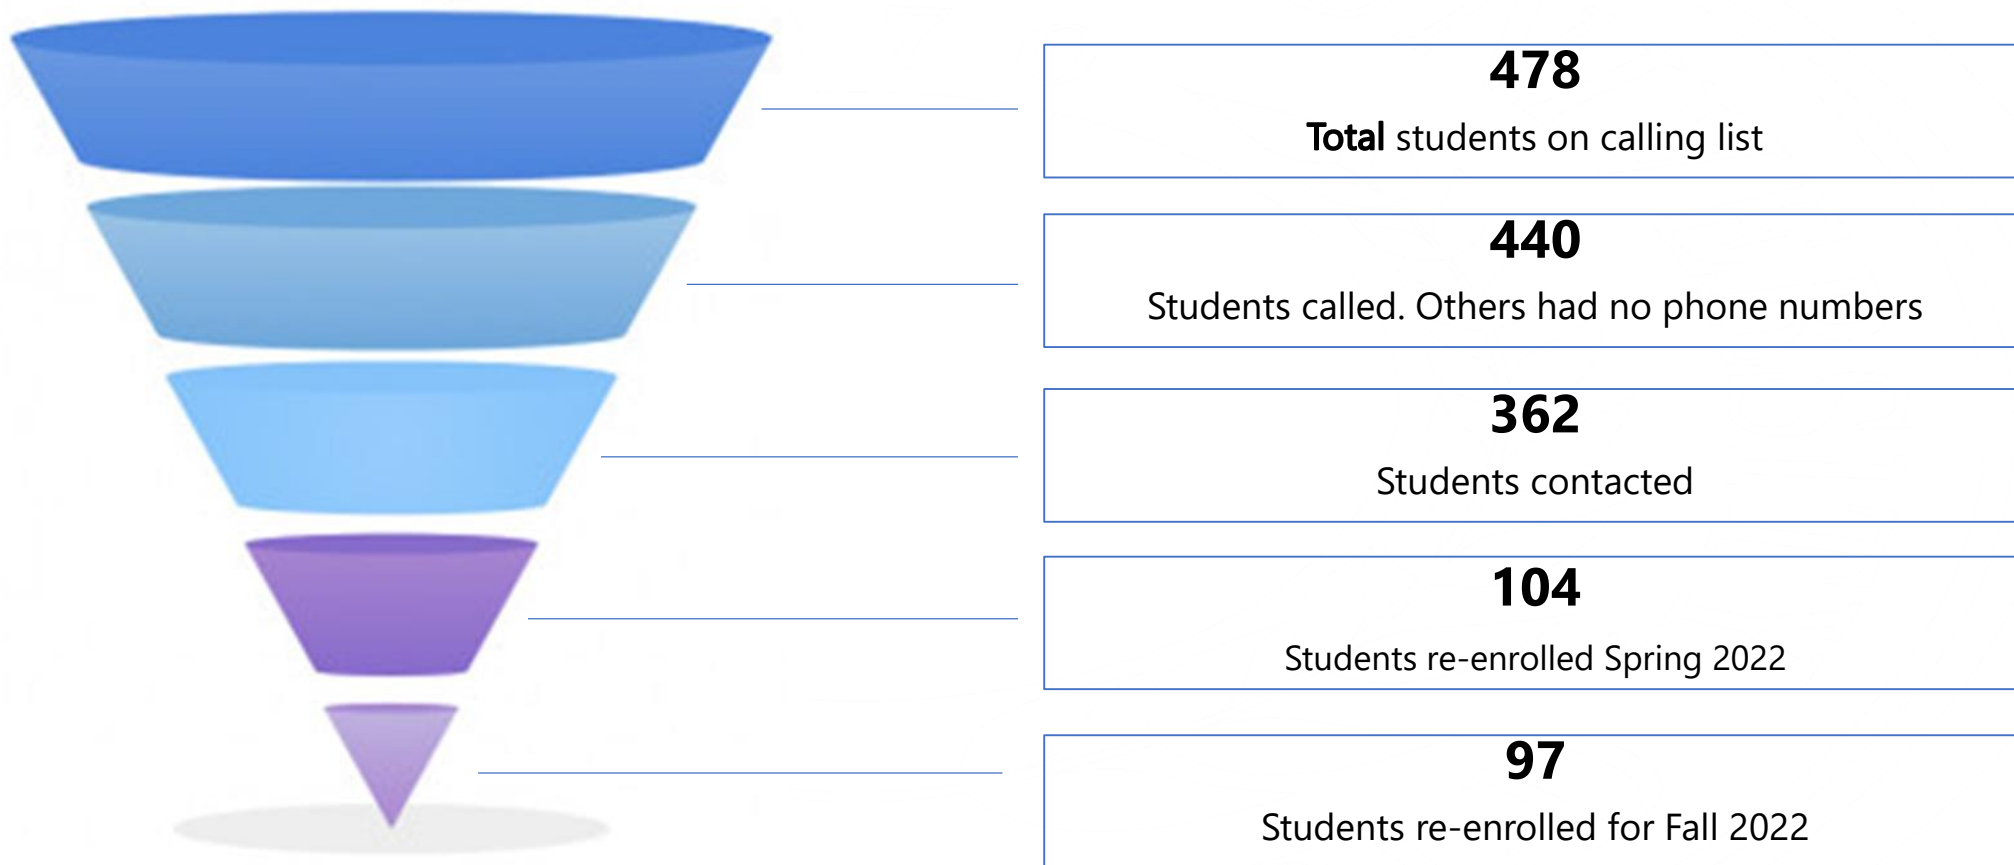 478
Total students on calling list
440
Students called. Others had no phone numbers
362
Students contacted
104
Students re-enrolled Spring 2022
97
Students re-enrolled for Fall 2022